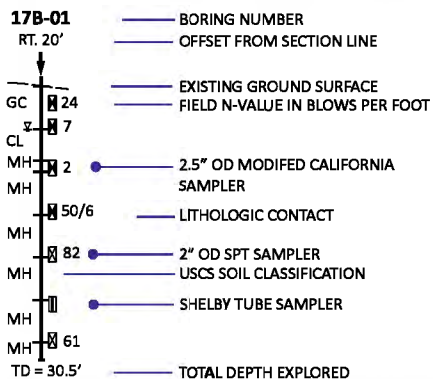 17B-01 BORING NUMBER
RT. 20' OFFSET FROM SECTION LINE
EXISTING GROUND SURFACE
GC 24 FIELD N-VALUE IN BLOWS PER FOOT
7
CL
MH 2 2.5" OD MODIFED CALIFORNIA
MH SAMPLER
50/6 LITHOLOGIC CONTACT
MH
82 2" OD SPT SAMPLER
MH USCS SOIL CLASSIFICATION
SHELBY TUBE SAMPLER
MH
MH 61
TD = 30.5' TOTAL DEPTH EXPLORED